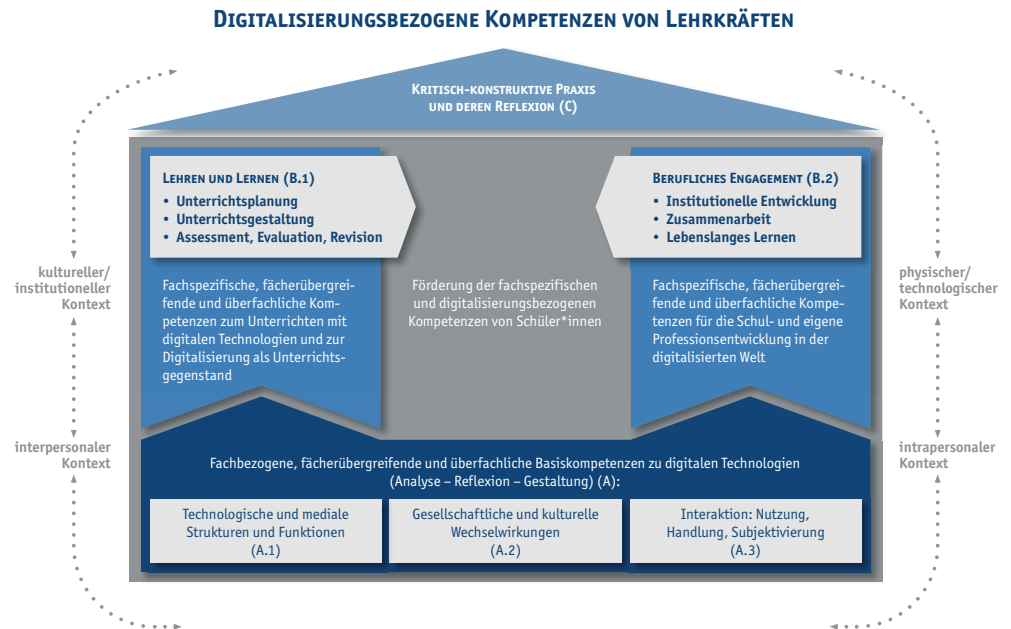 Digitalisierungsbezogene Kompetenzen von Lehrkräften
Kritisch-konstruktive Praxis
und deren Reflexion (C)
Lehren und Lernen (B.1)
• Unterrichtsplanung
• Unterrichtsgestaltung
• Assessment, Evaluation, Revision
Berufliches Engagement (B.2)
• Institutionelle Entwicklung
• Zusammenarbeit
• Lebenslanges Lernen
kultureller/
institutioneller
Kontext
Fachspezifische, fächerübergrei-
fende und überfachliche Kom-
petenzen zum Unterrichten mit
digitalen Technologien und zur
Digitalisierung als Unterrichts-
gegenstand
Förderung der fachspezifischen
und digitalisierungsbezogenen
Kompetenzen von Schüler*innen
Fachspezifische, fächerübergrei-
fende und überfachliche Kompe-
tenzen für die Schul- und eigene
Professionsentwicklung in der
digitalisierten Welt
physischer/
technologischer
Kontext
interpersonaler
Kontext
intrapersonaler
Kontext
Fachbezogene, fächerübergreifende und überfachliche Basiskompetenzen zu digitalen Technologien
(Analyse – Reflexion – Gestaltung) (A):
Technologische und mediale
Strukturen und Funktionen
(A.1)
Gesellschaftliche und kulturelle
Wechselwirkungen
(A.2)
Interaktion: Nutzung,
Handlung, Subjektivierung
(A.3)